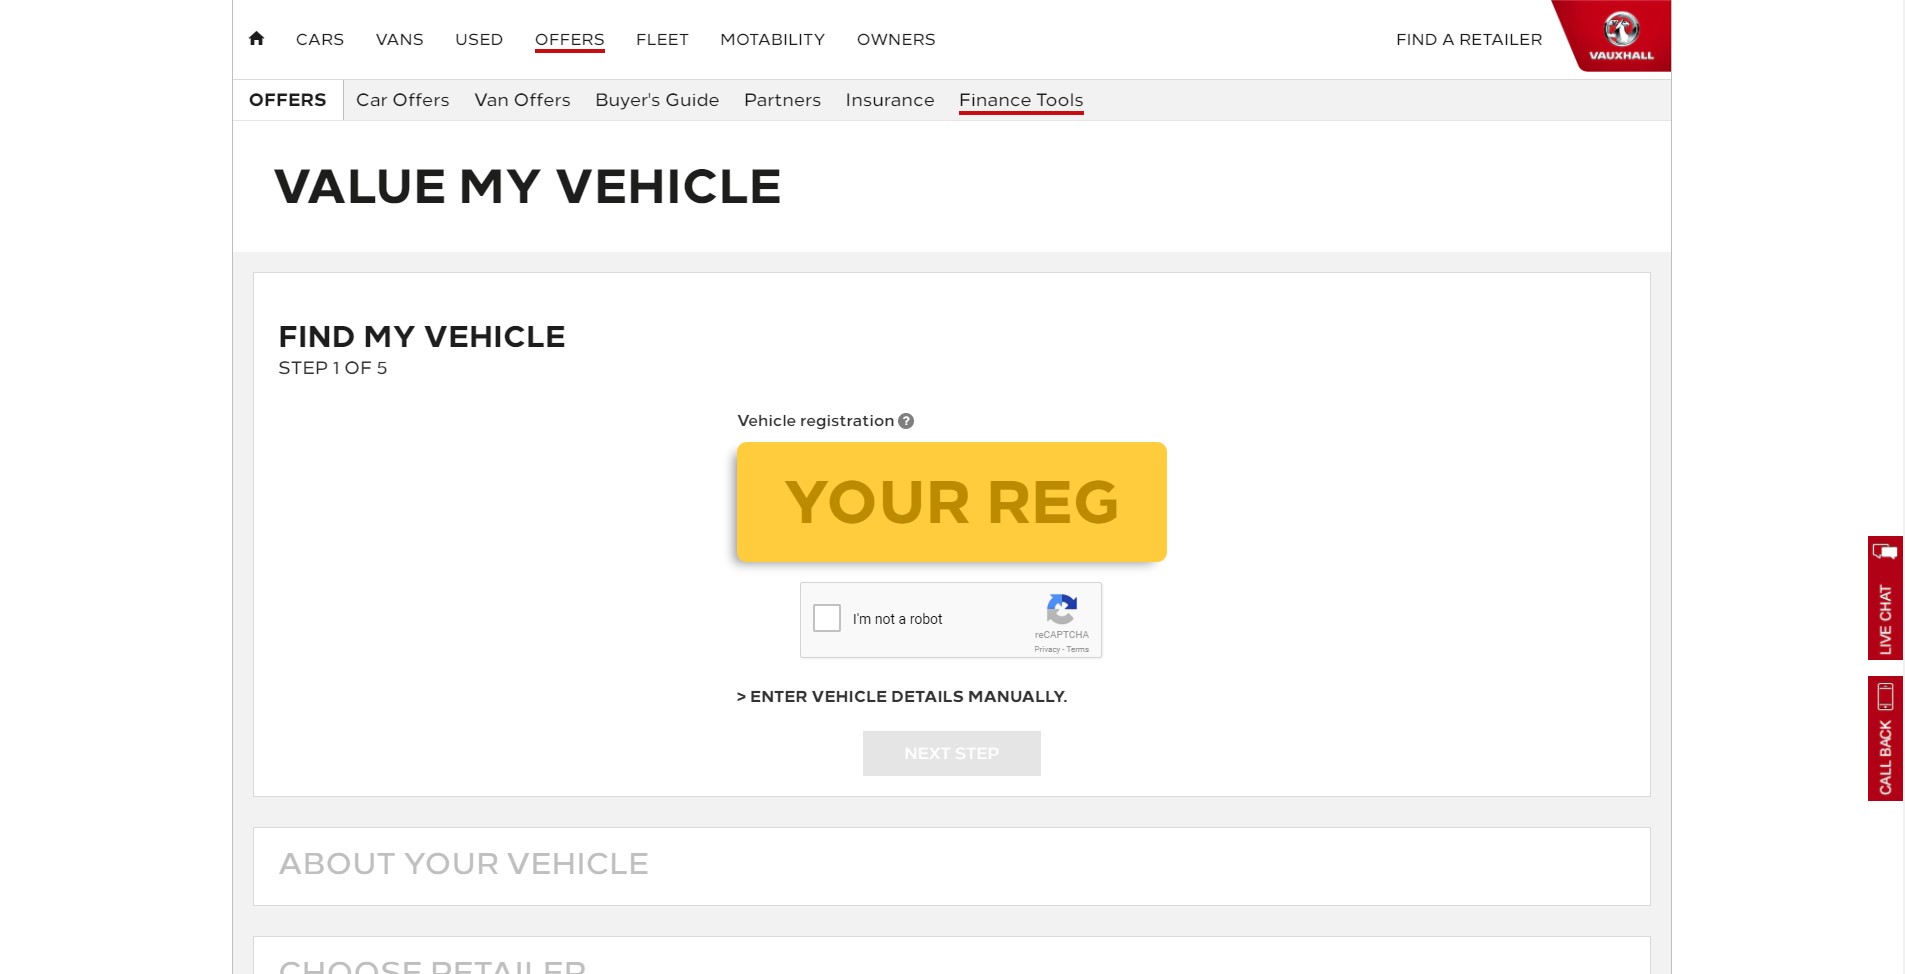 CARS VANS USED OFFERS FLEET MOTABILITY OWNERS FIND A RETAILER
VAUXHALL
OFFERS Car Offers Van Offers Buyer's Guide Partners Insurance Finance Tools
VALUE MY VEHICLE
FIND MY VEHICLE
STEP 1 OF 5
Vehicle registration ?
YOUR REG
I'm not a robot
reCAPTCHA
Privacy - Terms
> ENTER VEHICLE DETAILS MANUALLY.
NEXT STEP
LIVE CHAT
CALL BACK
ABOUT YOUR VEHICLE
CHOOSE RETAILER